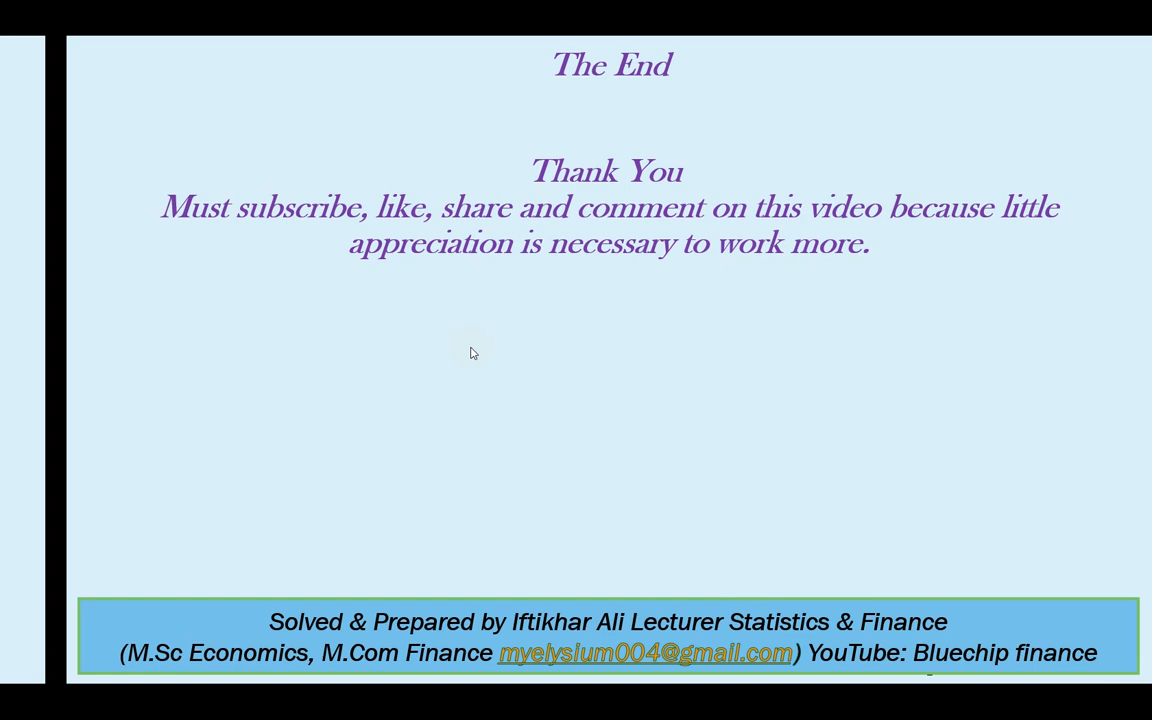 The End
Thank You
Must subscribe, like, share and comment on this video because little
appreciation is necessary to work more.
Solved & Prepared by Iftikhar Ali Lecturer Statistics & Finance
(M.Sc Economics, M.Com Finance myelysium004@gmail.com) YouTube: Bluechip finance